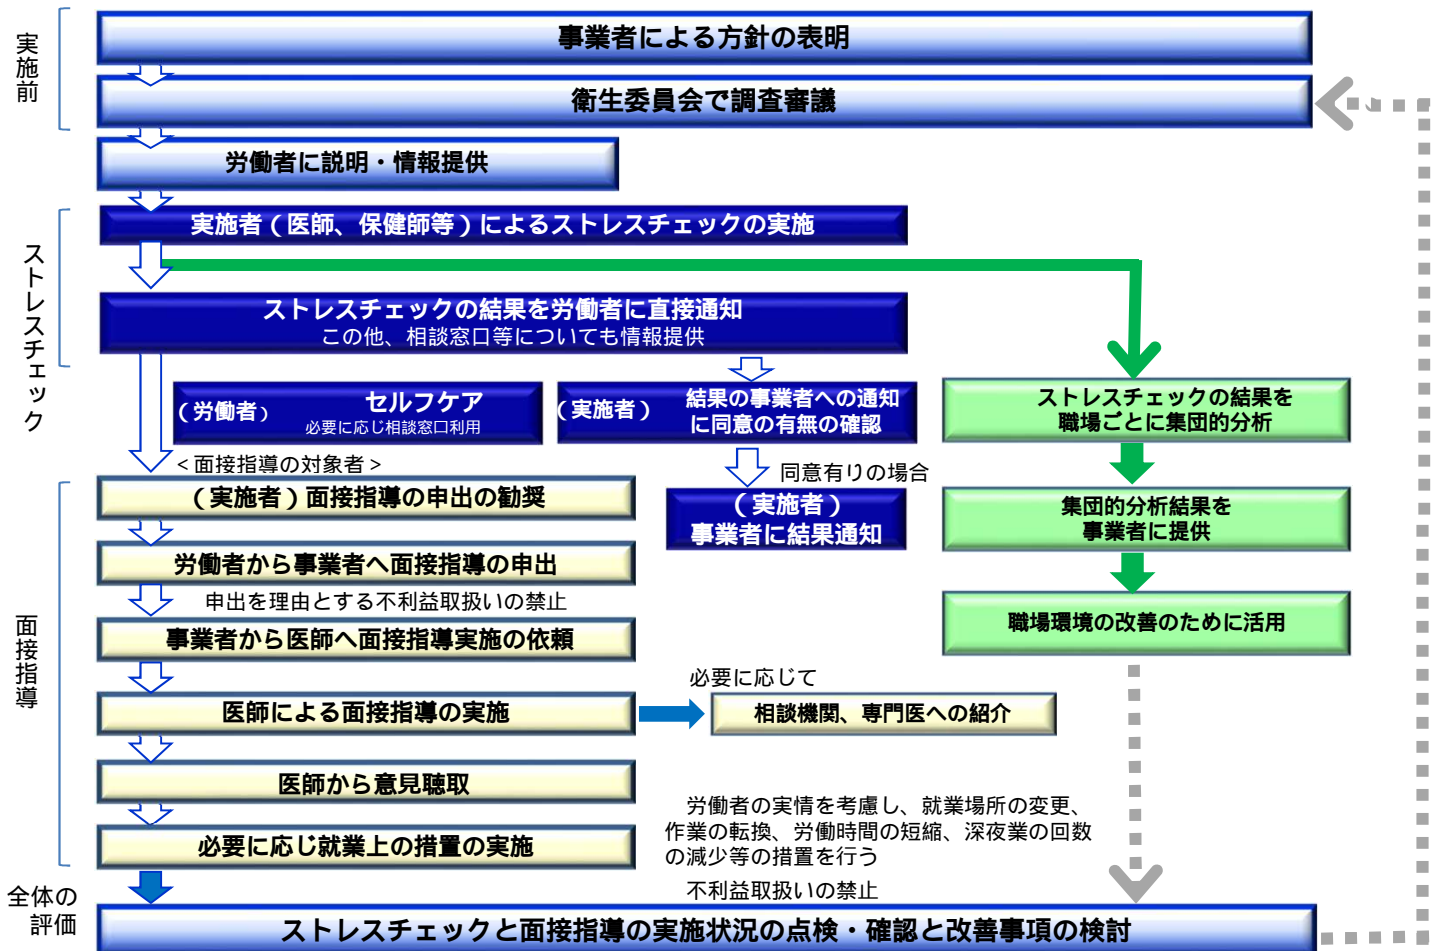 実施前
事業者による方針の表明
衛生委員会で調査審議
労働者に説明・情報提供
ストレスチェック
実施者(医師、保健師等)によるストレスチェックの実施
ストレスチェックの結果を労働者に直接通知
この他、相談窓口等についても情報提供
(労働者) セルフケア
必要に応じ相談窓口利用
(実施者) 結果の事業者への通知
に同意の有無の確認
同意有りの場合
(実施者)
事業者に結果通知
ストレスチェックの結果を
職場ごとに集団的分析
集団的分析結果を
事業者に提供
職場環境の改善のために活用
<面接指導の対象者>
面接指導
(実施者)面接指導の申出の勧奨
労働者から事業者へ面接指導の申出
申出を理由とする不利益取扱いの禁止
事業者から医師へ面接指導実施の依頼
医師による面接指導の実施
必要に応じて
相談機関、専門医への紹介
医師から意見聴取
必要に応じ就業上の措置の実施
労働者の実情を考慮し、就業場所の変更、
作業の転換、労働時間の短縮、深夜業の回数
の減少等の措置を行う
不利益取扱いの禁止
全体の
評価
ストレスチェックと面接指導の実施状況の点検・確認と改善事項の検討